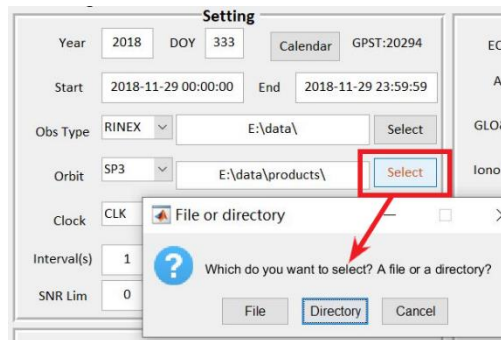 Setting
Year 2018 DOY 333 Calendar GPST:20294
Start 2018-11-29 00:00:00 End 2018-11-29 23:59:59
Obs Type RINEX E:\data\ Select GLO
Orbit SP3 E:\data\products\ Select Iono
Clock CLK File or directory
Interval(s) 1 Which do you want to select? A file or a directory?
SNR Lim 0 File Directory Cancel